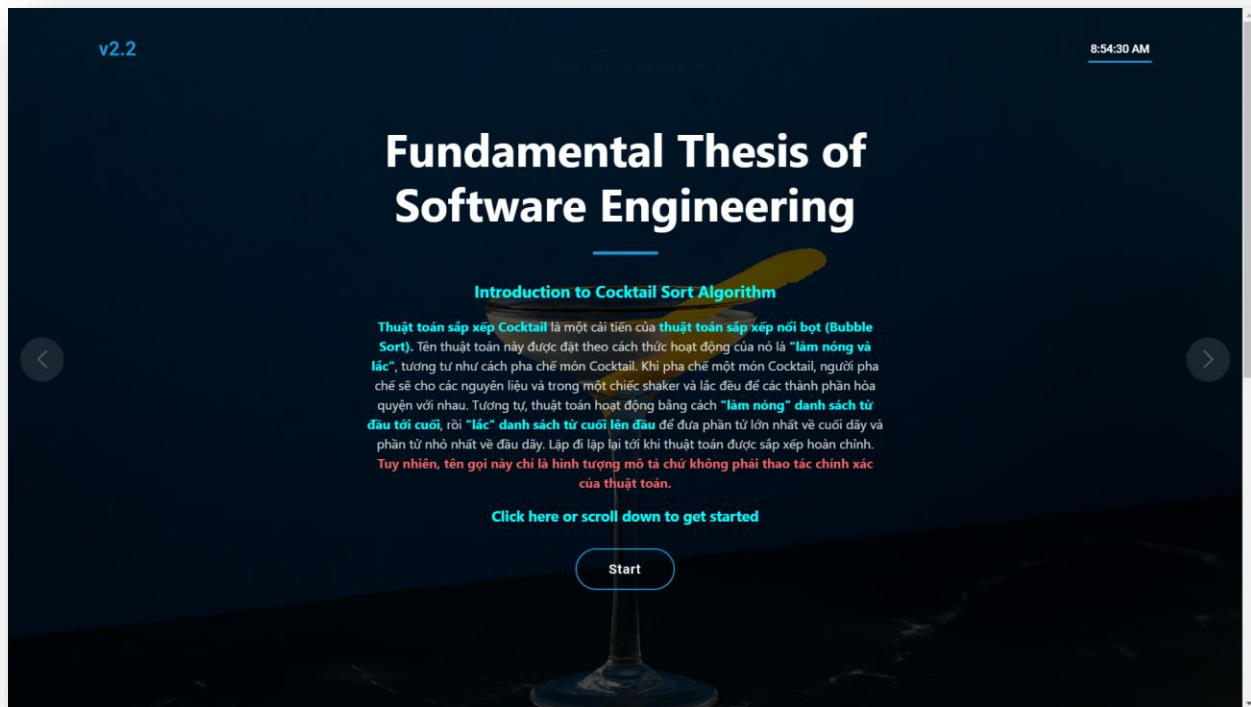 v2.2
8:54:30 AM
Fundamental Thesis of
Software Engineering
Introduction to Cocktail Sort Algorithm
Thuật toán sắp xếp Cocktail là một cải tiến của thuật toán sắp xếp nổi bọt (Bubble
Sort). Tên thuật toán này được đặt theo cách thức hoạt động của nó là "làm nóng và
lắc", tương tự như cách pha chế món Cocktail. Khi pha chế một món Cocktail, người pha
chế sẽ cho các nguyên liệu và trong một chiếc shaker và lắc đều để các thành phần hòa
quyện với nhau. Tương tự, thuật toán hoạt động bằng cách "làm nóng" danh sách từ
đầu tới cuối, rồi "lắc" danh sách từ cuối lên đầu để đưa phần tử lớn nhất về cuối dãy và
phần tử nhỏ nhất về đầu dãy. Lặp đi lặp lại tới khi thuật toán được sắp xếp hoàn chỉnh.
Tuy nhiên, tên gọi này chỉ là hình tượng mô tả chứ không phải thao tác chính xác
của thuật toán.
Click here or scroll down to get started
Start